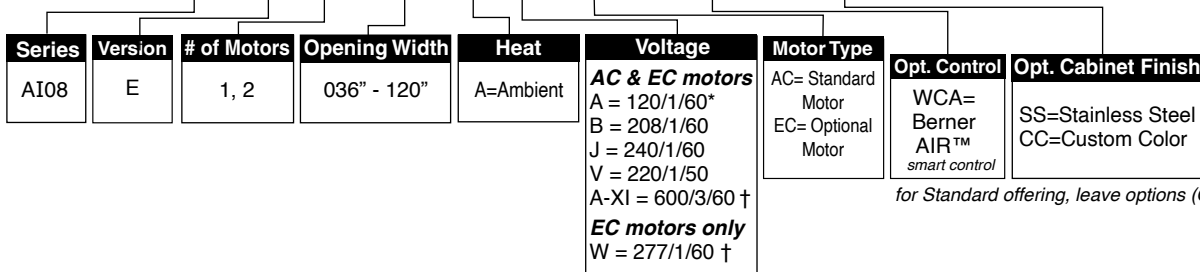 Series
AI08
Version
E
# of Motors
1, 2
Opening Width
036” - 120”
Heat
A=Ambient
Voltage
AC & EC motors
A = 120/1/60*
B = 208/1/60
J = 240/1/60
V = 220/1/50
A-XI = 600/3/60 †
EC motors only
W = 277/1/60 †
Motor Type
AC= Standard
Motor
EC= Optional
Motor
Opt. Control
WCA=
Berner
AIR™
smart control
Opt. Cabinet Finish
SS=Stainless Steel
CC=Custom Color
for Standard offering, leave options